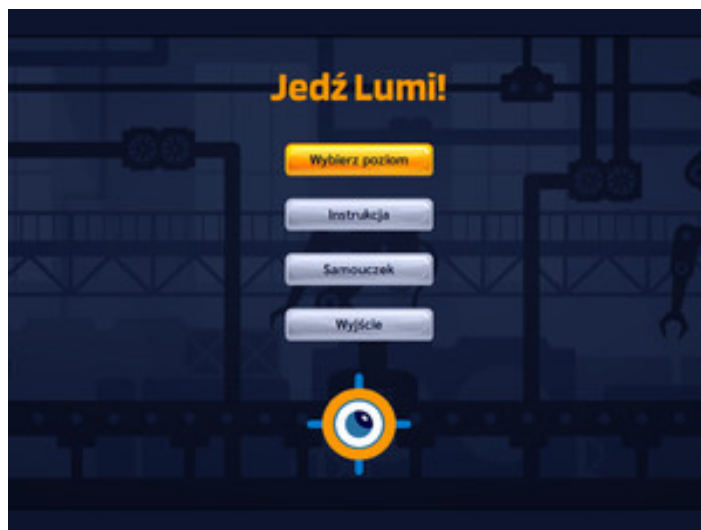 Jedź Lumi!
Wybierz poziom
Instrukcja
Samouczek
Wyjście